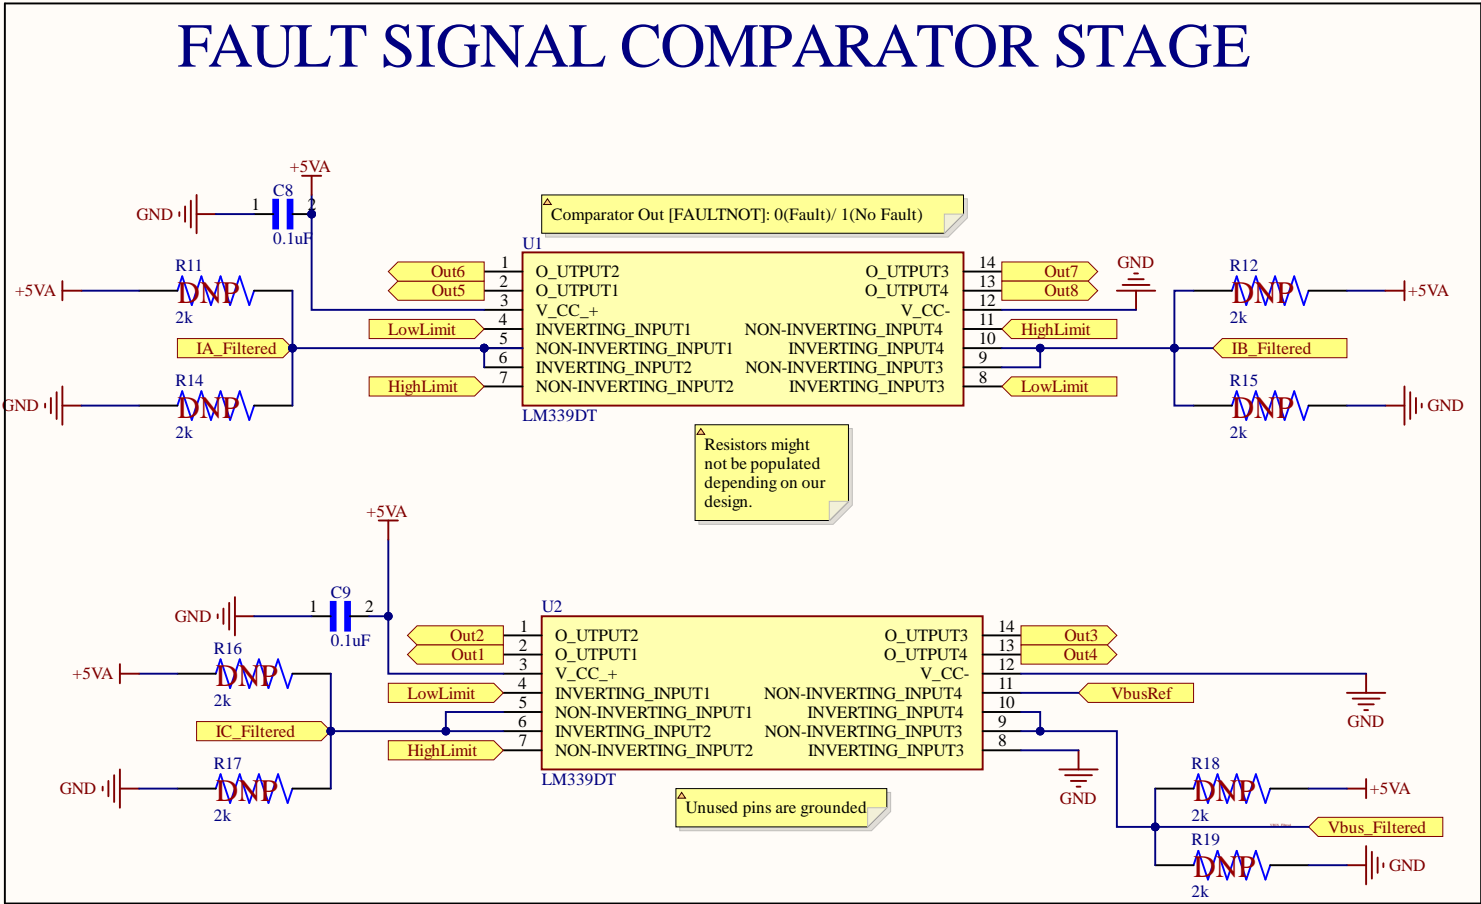 FAULT SIGNAL COMPARATOR STAGE
+5VA
C8
GND
1
2
0.1uF
Comparator Out [FAULTNOT]: 0(Fault)/ 1(No Fault)
U1
R11
+5VA
DNP
2k
IA_Filtered
R14
GND
DNP
2k
Out6
1
O_UTPUT2
Out5
2
O_UTPUT1
3
V_CC_+
LowLimit
4
INVERTING_INPUT1
5
NON-INVERTING_INPUT1
6
INVERTING_INPUT2
HighLimit
7
NON-INVERTING_INPUT2
O_UTPUT3
14
Out7
O_UTPUT4
13
Out8
V_CC-
12
GND
NON-INVERTING_INPUT4
11
HighLimit
INVERTING_INPUT4
10
NON-INVERTING_INPUT3
9
INVERTING_INPUT3
8
LowLimit
LM339DT
R12
DNP
+5VA
2k
IB_Filtered
R15
DNP
GND
2k
Resistors might
not be populated
depending on our
design.
+5VA
C9
GND
1
2
0.1uF
U2
R16
+5VA
DNP
2k
IC_Filtered
R17
GND
DNP
2k
Out2
1
O_UTPUT2
Out1
2
O_UTPUT1
3
V_CC_+
LowLimit
4
INVERTING_INPUT1
5
NON-INVERTING_INPUT1
6
INVERTING_INPUT2
HighLimit
7
NON-INVERTING_INPUT2
O_UTPUT3
14
Out3
O_UTPUT4
13
Out4
V_CC-
12
GND
NON-INVERTING_INPUT4
11
VbusRef
INVERTING_INPUT4
10
NON-INVERTING_INPUT3
9
INVERTING_INPUT3
8
GND
LM339DT
Unused pins are grounded
R18
DNP
+5VA
2k
Vbus_Filtered
R19
DNP
GND
2k